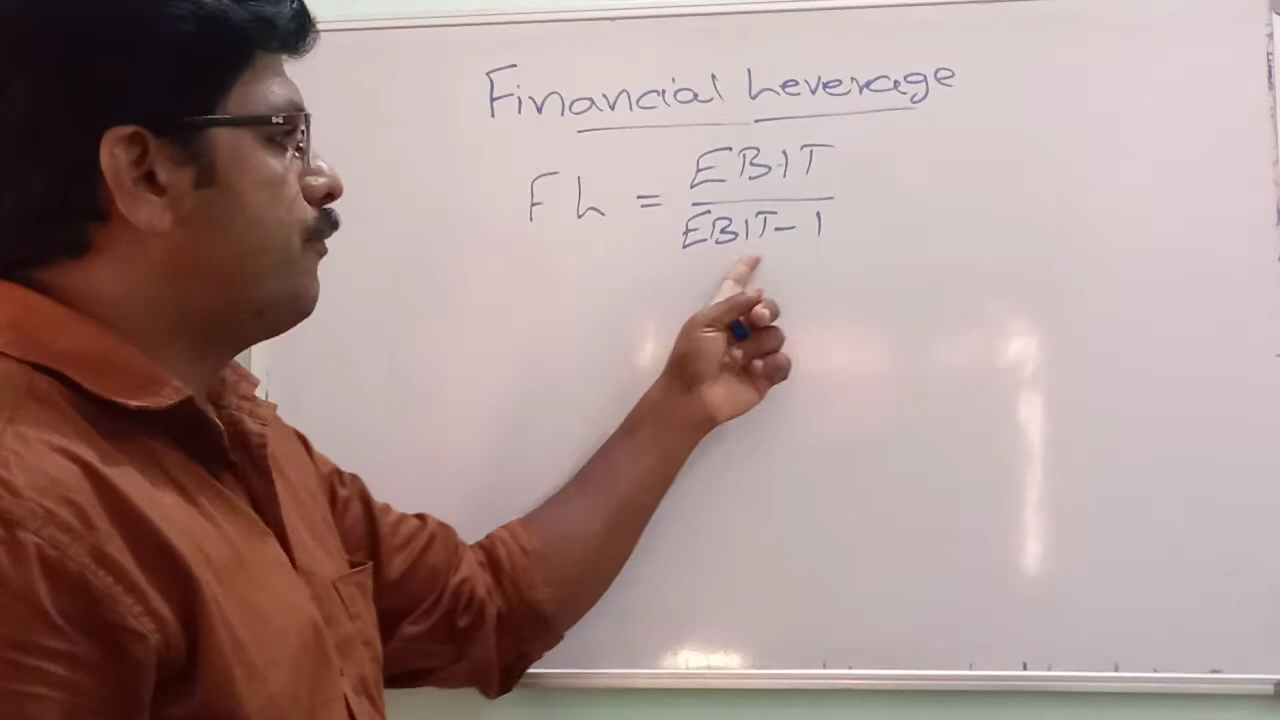 Financial Leverage
FL = EBIT
EBIT - I